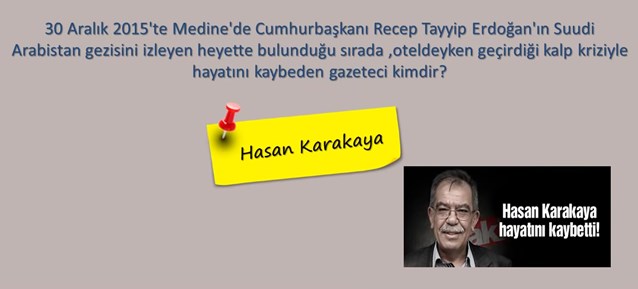 30 Aralık 2015'te Medine'de Cumhurbaşkanı Recep Tayyip Erdoğan'ın Suudi
Arabistan gezisini izleyen heyette bulunduğu sırada ,oteldeyken geçirdiği kalp kriziyle
hayatını kaybeden gazeteci kimdir?
Hasan Karakaya
Hasan Karakaya
hayatını kaybetti!